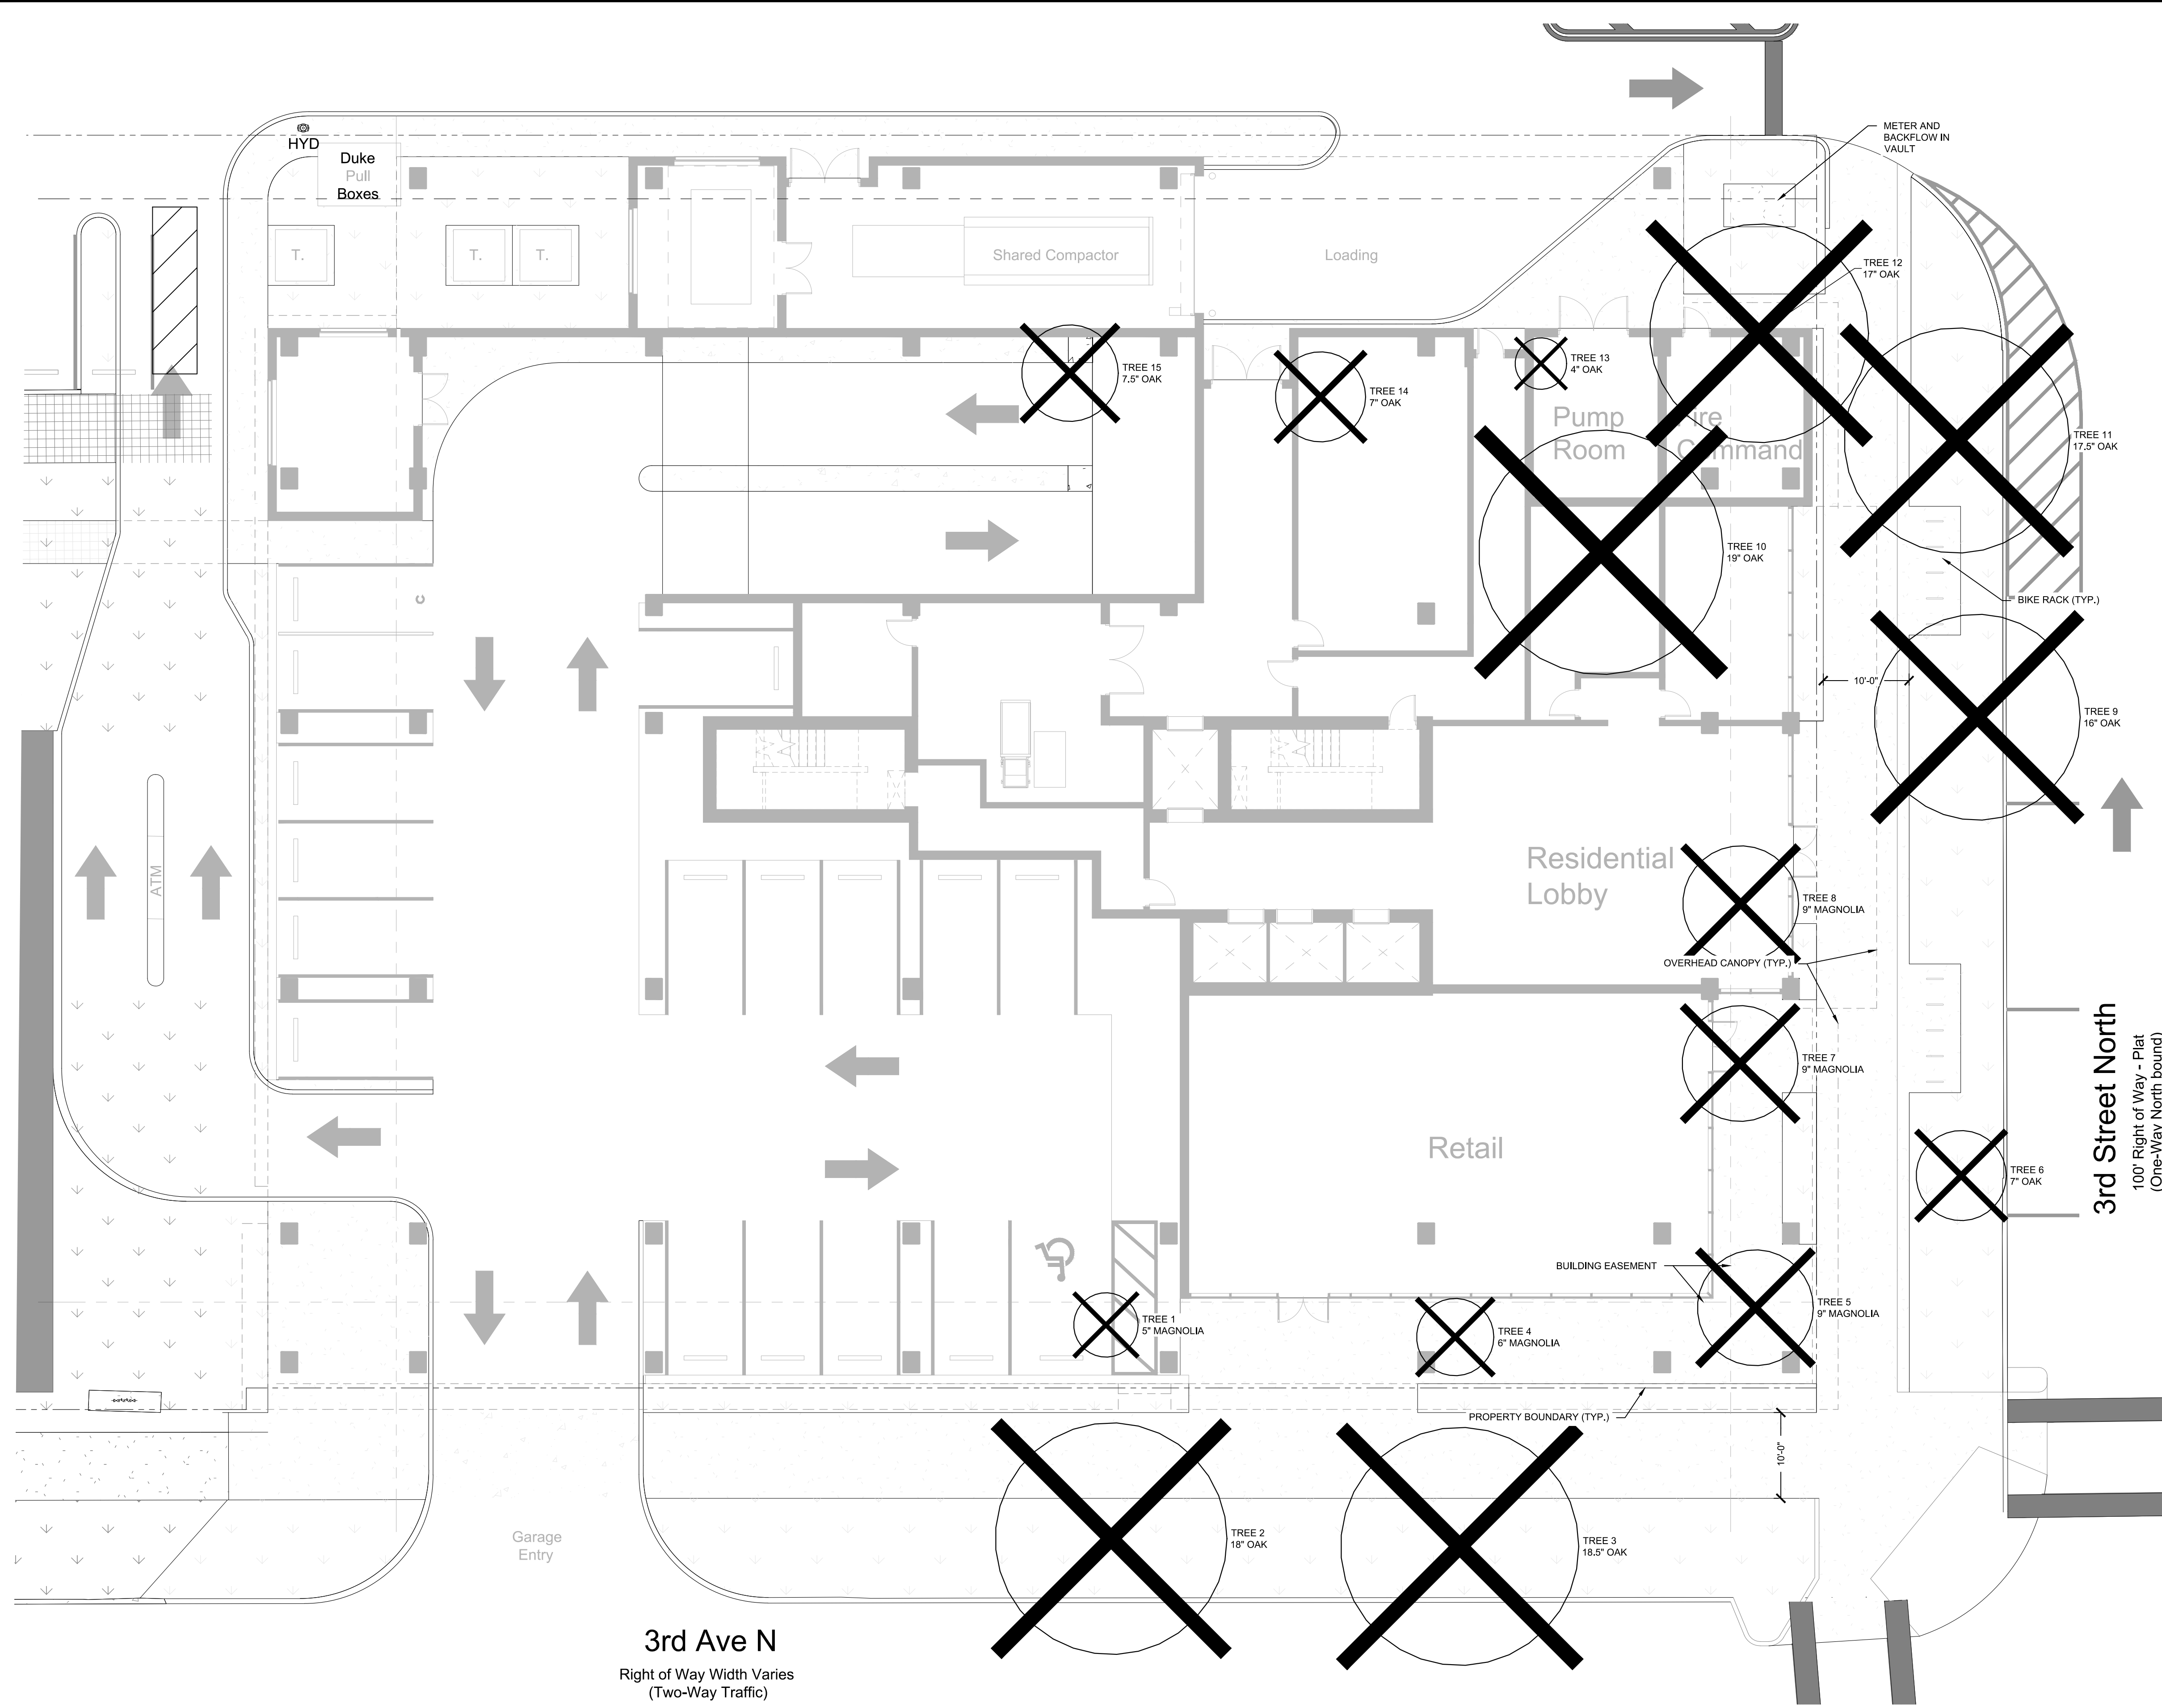 METER AND
BACKFLOW IN
VAULT
HYD
Duke
Pull
Boxes
T.
T.
T.
Shared Compactor
Loading
TREE 12
17" OAK
TREE 15
7.5" OAK
TREE 14
7" OAK
TREE 13
4" OAK
Pump
Room
ire
mmand
TREE 11
17.5" OAK
TREE 10
19" OAK
C
BIKE RACK (TYP.)
10'-0"
TREE 9
16" OAK
ATM
Residential
Lobby
TREE 8
9" MAGNOLIA
OVERHEAD CANOPY (TYP.)
TREE 7
9" MAGNOLIA
3rd Street North
100' Right of Way - Plat
(One-Way North bound)
Retail
TREE 6
7" OAK
BUILDING EASEMENT
TREE 5
9" MAGNOLIA
TREE 1
5" MAGNOLIA
TREE 4
6" MAGNOLIA
PROPERTY BOUNDARY (TYP.)
10'-0"
Garage
Entry
TREE 2
18" OAK
TREE 3
18.5" OAK
3rd Ave N
Right of Way Width Varies
(Two-Way Traffic)